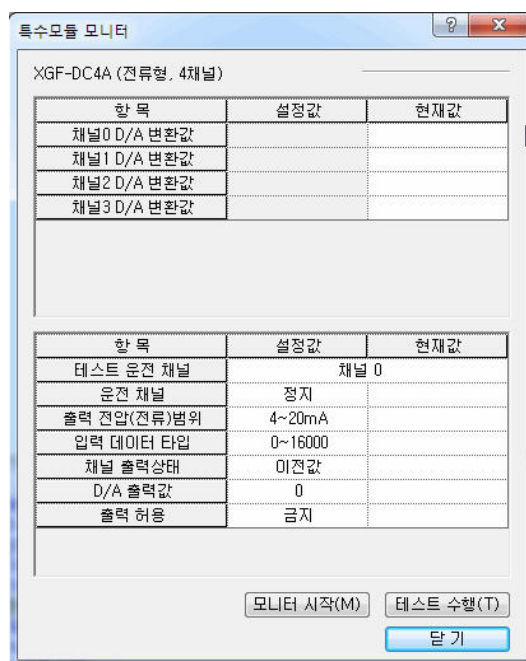 특수모듈 모니터
XGF-DC4A (전류형, 4채널)
항 목 설정값 현재값
채널0 D/A 변환값
채널1 D/A 변환값
채널2 D/A 변환값
채널3 D/A 변환값
항 목 설정값 현재값
테스트 운전 채널 채널 0
운전 채널 정지
출력 전압(전류)범위 4~20mA
입력 데이터 타입 0~16000
채널 출력상태 이전값
D/A 출력값 0
출력 허용 금지
모니터 시작(M) 테스트 수행(T)
닫 기